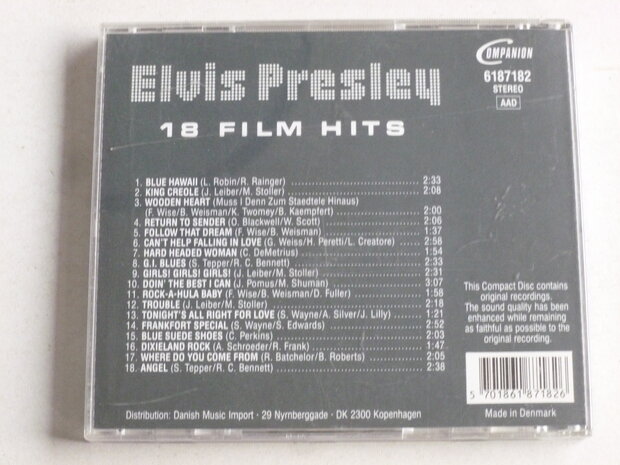 COMPANION
6187182
STEREO
AAD
Elvis Presley
18 FILM HITS
1. BLUE HAWAII (L. Robin/R. Rainger) 2:33
2. KING CREOLE (J. Leiber/M. Stoller) 2:08
3. WOODEN HEART (Muss i Denn Zum Staedtele Hinaus)
(F. Wise/B. Weisman/K. Twomey/B. Kaempfert) 2:00
4. RETURN TO SENDER (O. Blackwell/W. Scott) 2:06
5. FOLLOW THAT DREAM (F. Wise/B. Weisman) 1:37
6. CAN'T HELP FALLING IN LOVE (G. Weiss/H. Peretti/L. Creatore) 2:58
7. HARD HEADED WOMAN (C. DeMetrius) 1:54
8. G.I. BLUES (S. Tepper/R. C. Bennett) 2:33
9. GIRLS! GIRLS! GIRLS! (J. Leiber/M. Stoller) 2:31
10. DOIN' THE BEST I CAN (J. Pomus/M. Shuman) 3:07
11. ROCK-A-HULA BABY (F. Wise/B. Weisman/D. Fuller) 1:58
12. TROUBLE (J. Leiber/M. Stoller) 2:18
13. TONIGHT'S ALL RIGHT FOR LOVE (S. Wayne/A. Silver/J. Lilly) 1:21
14. FRANKFORT SPECIAL (S. Wayne/S. Edwards) 2:52
15. BLUE SUEDE SHOES (C. Perkins) 2:03
16. DIXIELAND ROCK (A. Schroeder/R. Frank) 1:47
17. WHERE DO YOU COME FROM (R. Batchelor/B. Roberts) 2:05
18. ANGEL (S. Tepper/R. C. Bennett) 2:38
This Compact Disc contains
original recordings.
The sound quality has been
enhanced while remaining
as faithful as possible to the
original recording.
5 701861 871826
Made in Denmark
Distribution: Danish Music Import · 29 Nyrnberggade · DK 2300 Kopenhagen